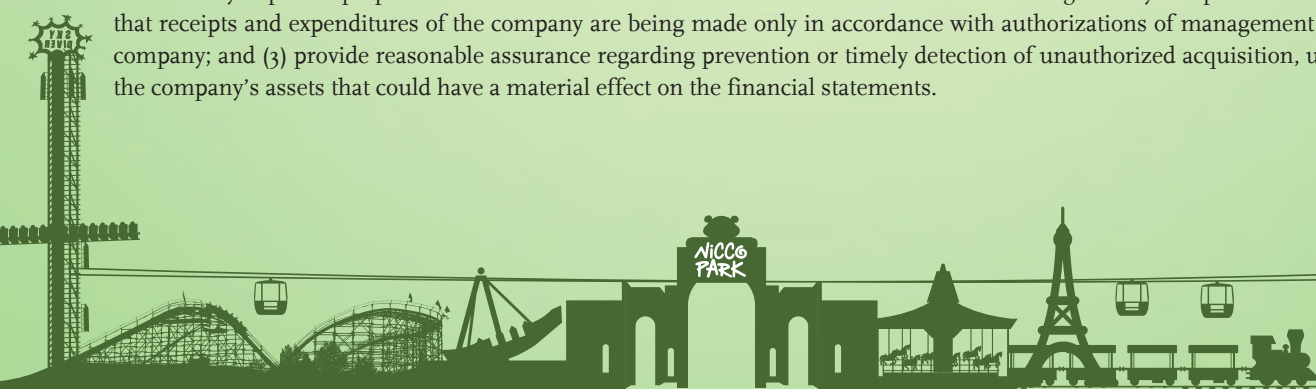 that receipts and expenditures of the company are being made only in accordance with authorizations of management
company; and (3) provide reasonable assurance regarding prevention or timely detection of unauthorized acquisition, u
the company's assets that could have a material effect on the financial statements.
SKY
DIVER
NICCO
PARK